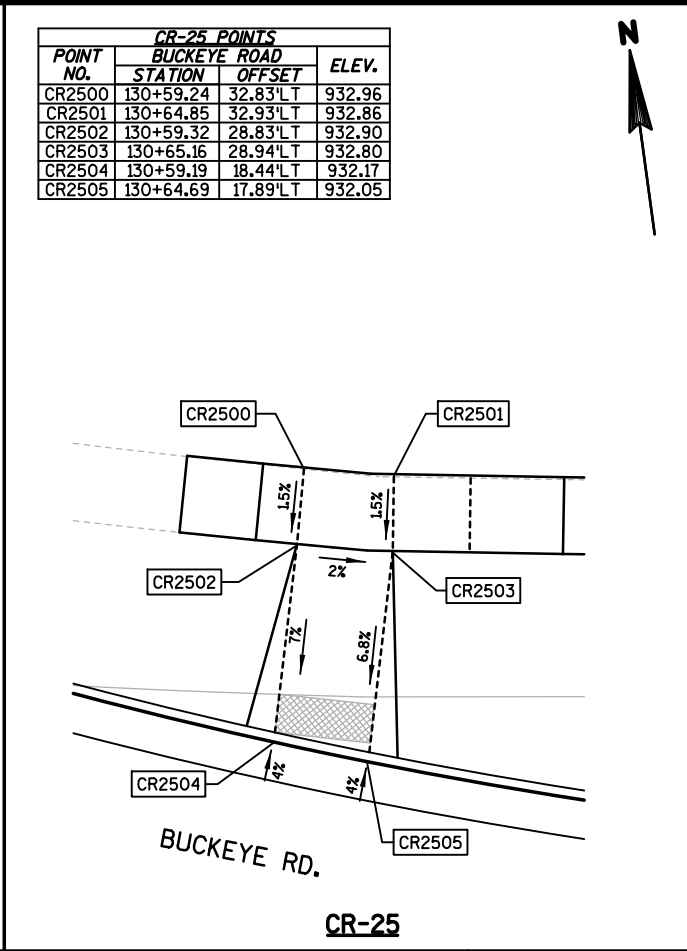 CR-25 POINTS
POINT NO. BUCKEYE ROAD ELEV.
STATION OFFSET
CR2500 130+59.24 32.83'LT 932.96
CR2501 130+64.85 32.93'LT 932.86
CR2502 130+59.32 28.83'LT 932.90
CR2503 130+65.16 28.94'LT 932.80
CR2504 130+59.19 18.44'LT 932.17
CR2505 130+64.69 17.89'LT 932.05
N
CR2500 CR2501
1.5% 1.5%
CR2502 2% CR2503
7% 6.8%
CR2504 4% 4%
CR2505
BUCKEYE RD.
CR-25